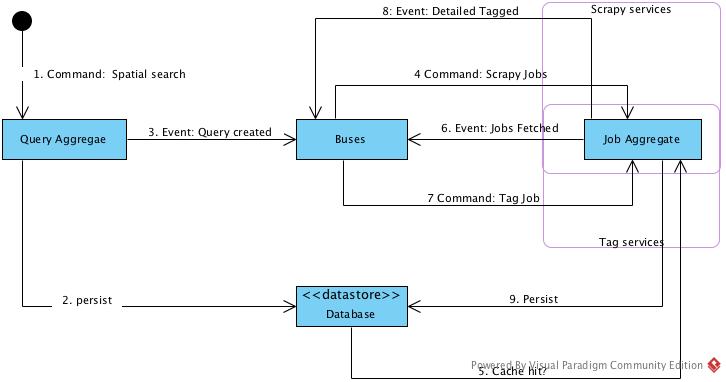 8: Event: Detailed Tagged
Scrapy services
1. Command:  Spatial search
4 Command: Scrapy Jobs
3. Event: Query created
6. Event: Jobs Fetched
Query Aggregae
Buses
Job Aggregate
7 Command: Tag Job
Tag services
<<datastore>>
Database
2. persist
9. Persist
Powered By Visual Paradigm Community Edition
5. Cache hit?